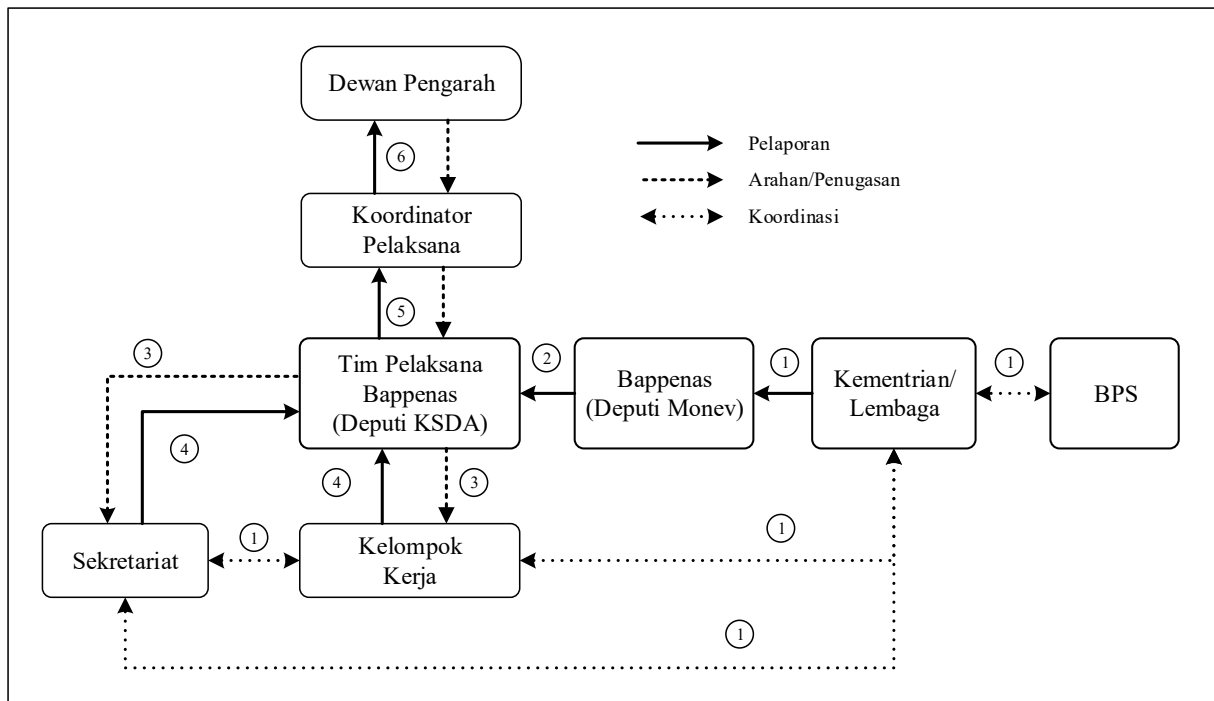 Dewan Pengarah
6
Pelaporan
Arahan/Penugasan
Koordinasi
Koordinator
Pelaksana
5
3
Tim Pelaksana
Bappenas
(Deputi KSDA)
2
Bappenas
(Deputi Monev)
1
Kementrian/
Lembaga
1
BPS
4
4
3
Sekretariat
1
Kelompok
Kerja
1
1